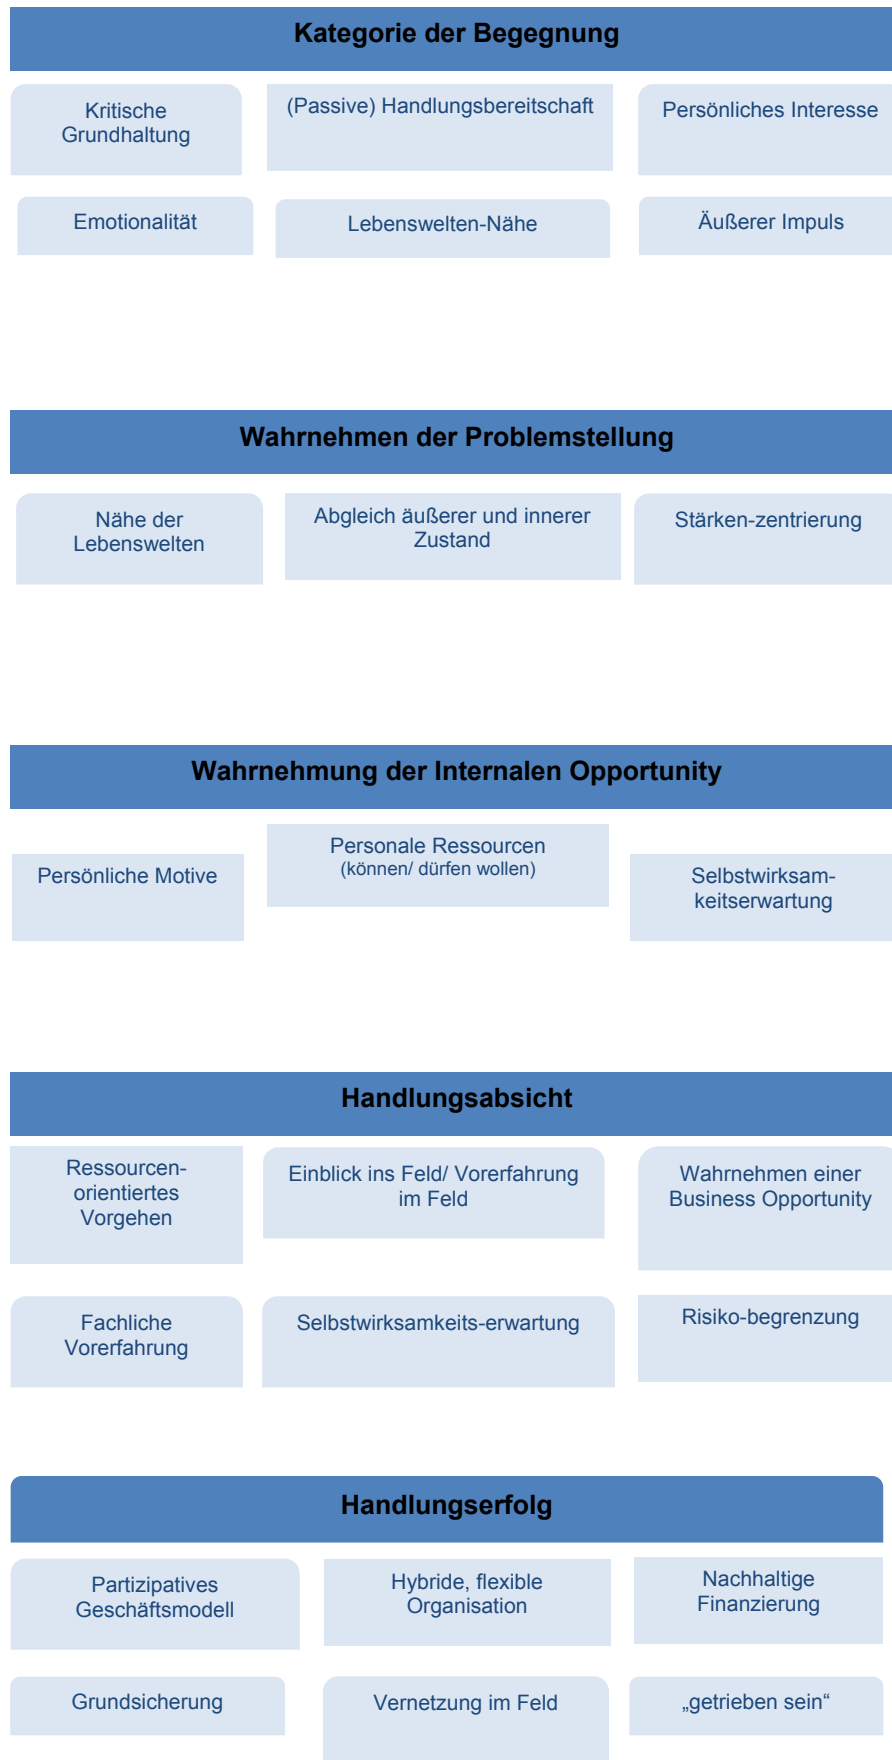 Kategorie der Begegnung
Kritische
Grundhaltung
(Passive) Handlungsbereitschaft
Persönliches Interesse
Emotionalität
Lebenswelten-Nähe
Äußerer Impuls
Wahrnehmen der Problemstellung
Nähe der
Lebenswelten
Abgleich äußerer und innerer
Zustand
Stärken-zentrierung
Wahrnehmung der Internalen Opportunity
Persönliche Motive
Personale Ressourcen
(können/ dürfen wollen)
Selbstwirksam-
keitserwartung
Handlungsabsicht
Ressourcen-
orientiertes
Vorgehen
Einblick ins Feld/ Vorerfahrung
im Feld
Wahrnehmen einer
Business Opportunity
Fachliche
Vorerfahrung
Selbstwirksamkeits-erwartung
Risiko-begrenzung
Handlungserfolg
Partizipatives
Geschäftsmodell
Hybride, flexible
Organisation
Nachhaltige
Finanzierung
Grundsicherung
Vernetzung im Feld
„getrieben sein“